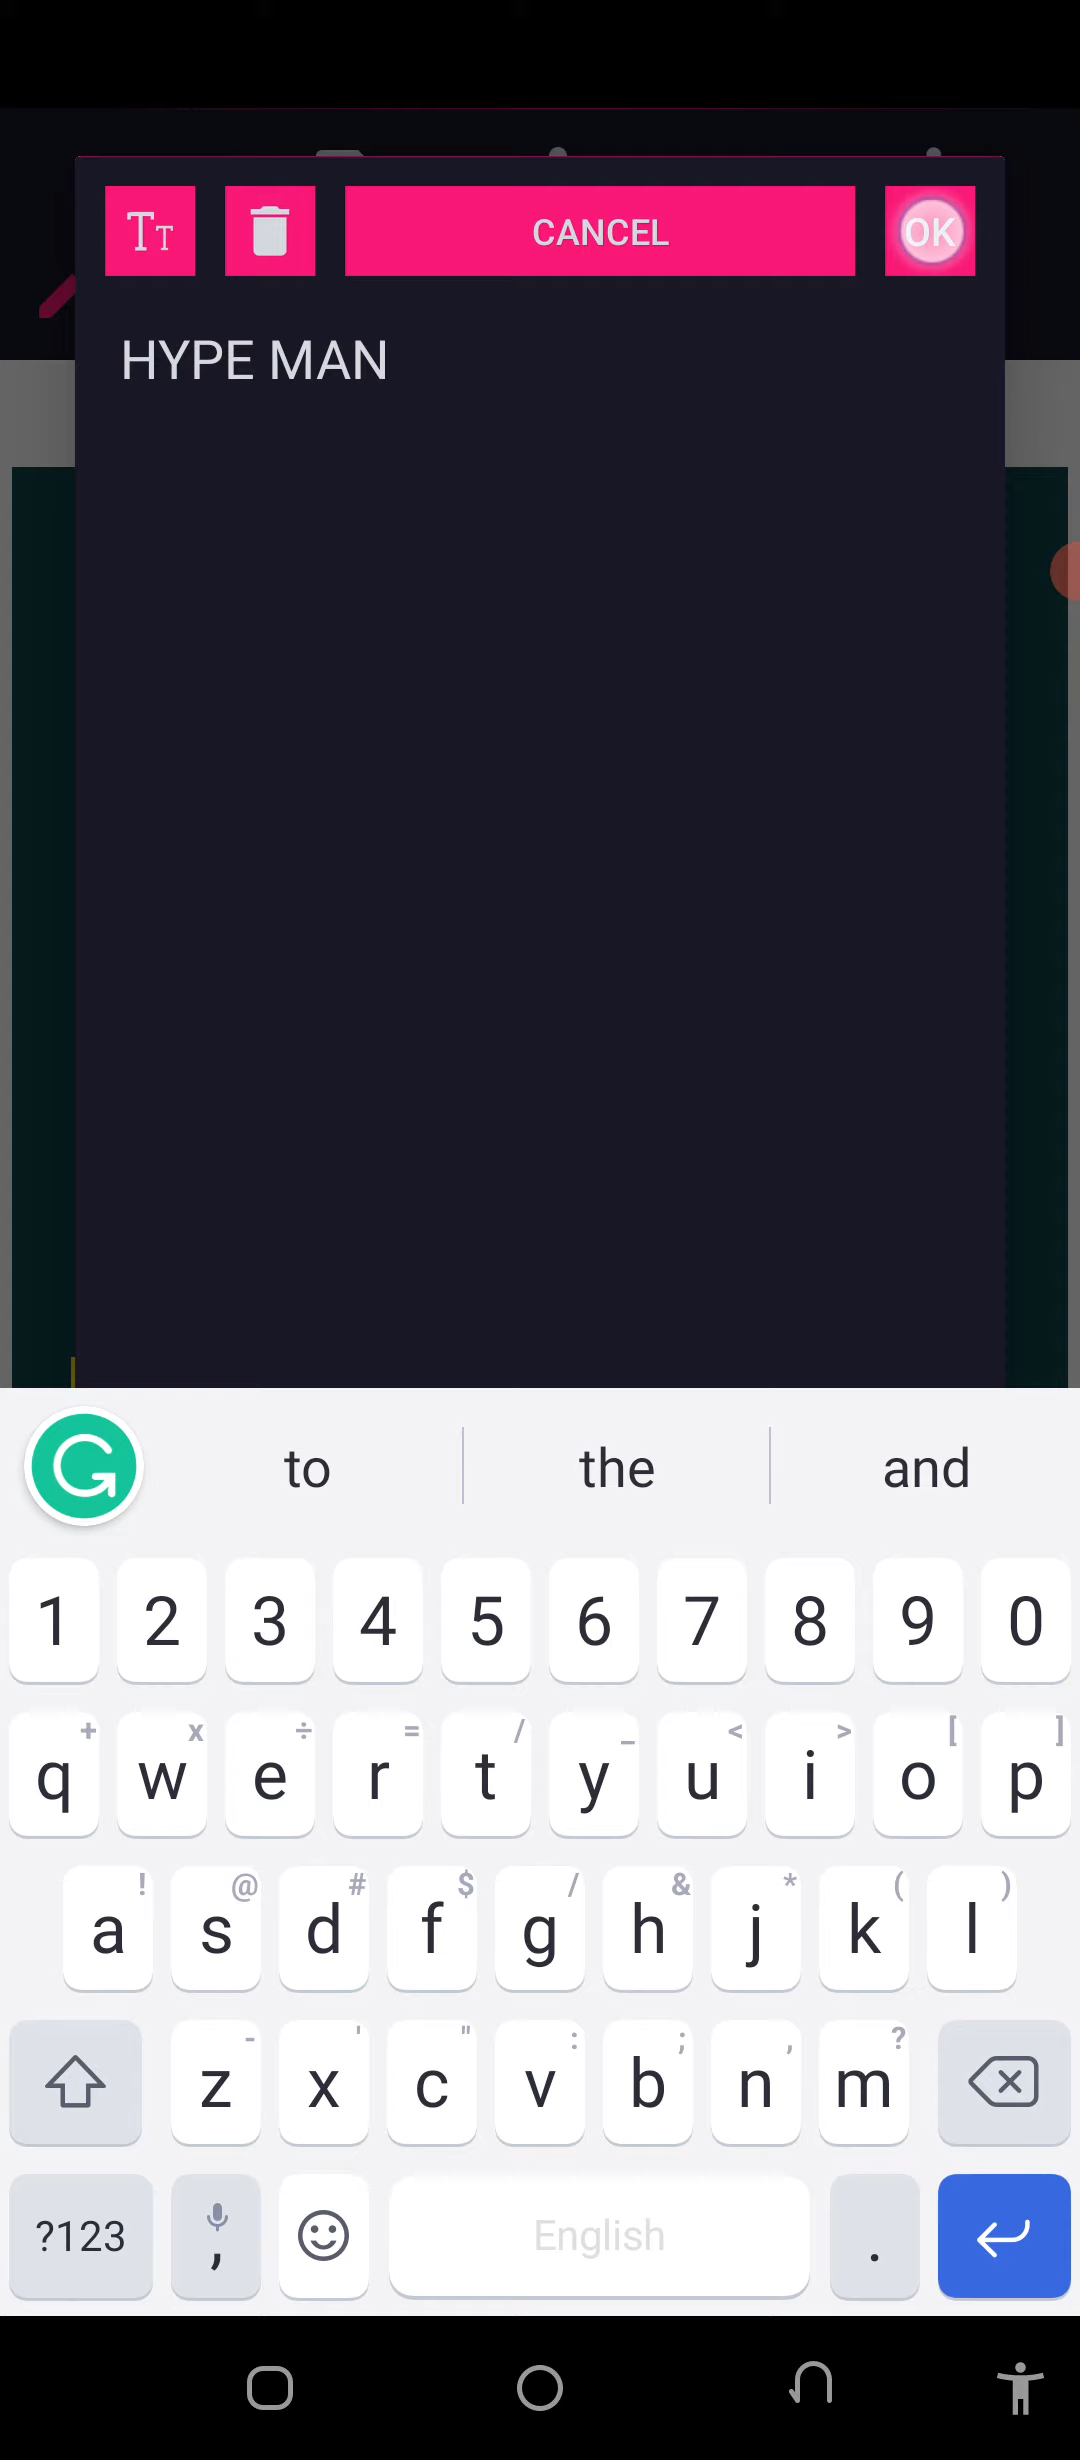 TT CANCEL OK
HYPE MAN
to the and
1 2 3 4 5 6 7 8 9 0
+ x ÷ = / _ < > [ ]
q w e r t y u i o p
! @ # $ / & * ( )
a s d f g h j k l
- ' " : ; , ?
z x c v b n m
?123 , English .